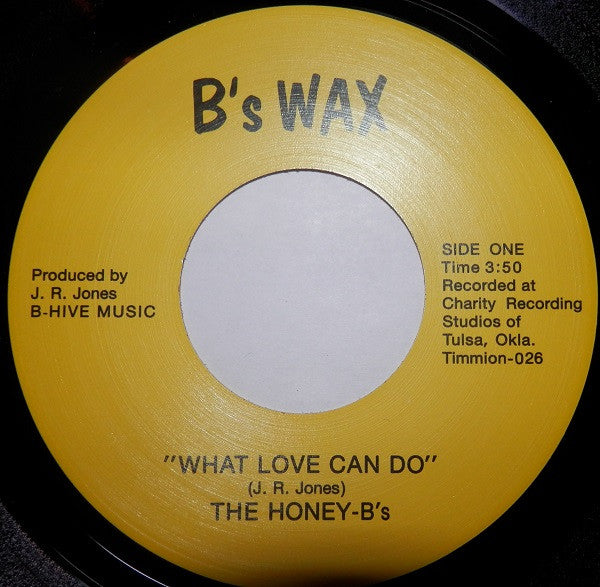 B's WAX
Produced by
J. R. Jones
B-HIVE MUSIC
SIDE ONE
Time 3:50
Recorded at
Charity Recording
Studios of
Tulsa, Okla.
Timmion-026
"WHAT LOVE CAN DO"
(J. R. Jones)
THE HONEY-B's